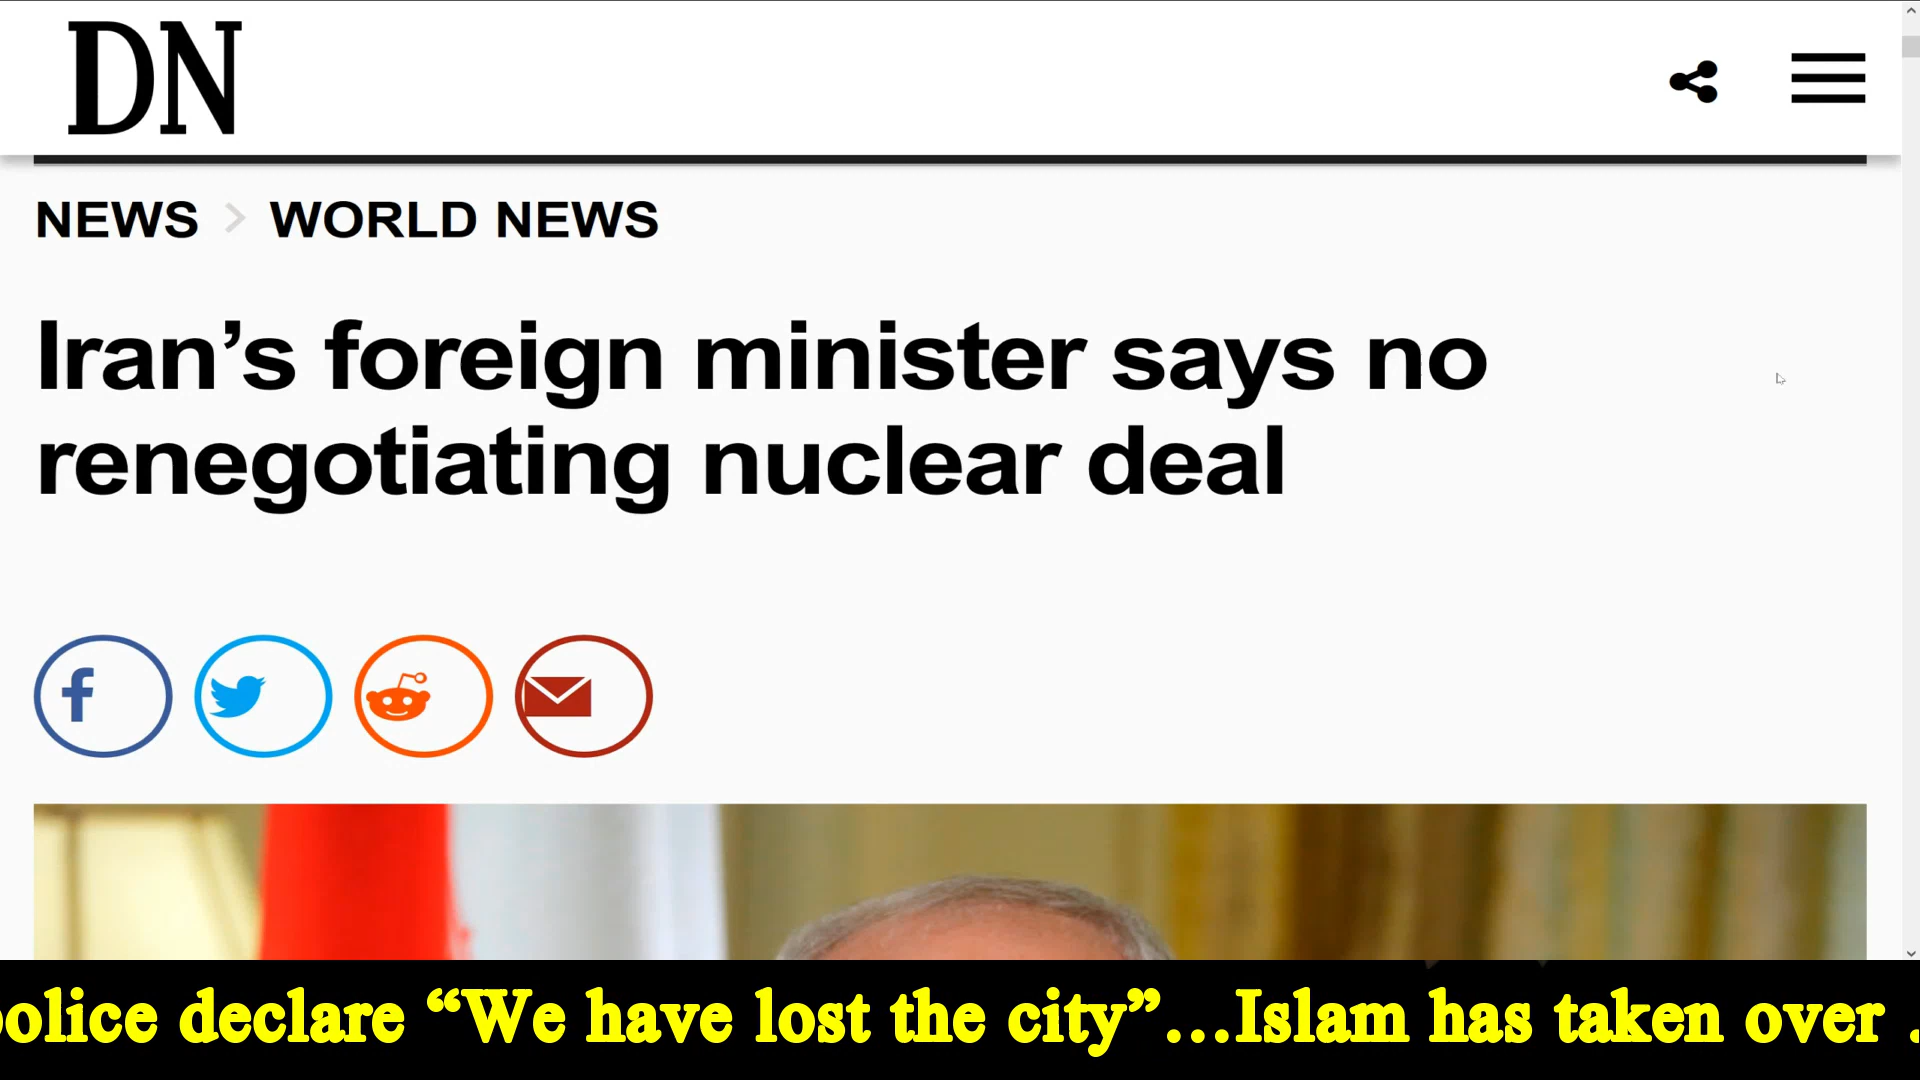 DN
NEWS > WORLD NEWS
Iran’s foreign minister says no
renegotiating nuclear deal
police declare “We have lost the city”...Islam has taken over .